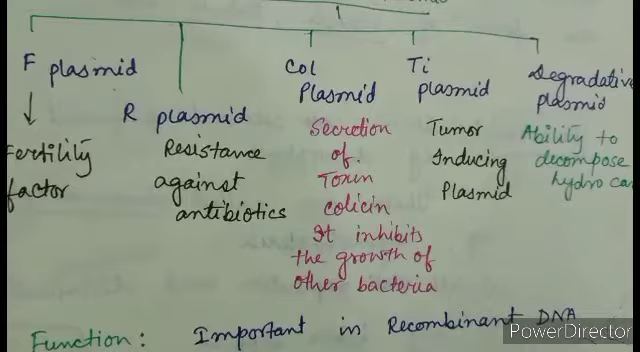 F plasmid
↓
Fertility
factor
R plasmid
Resistance
against
antibiotics
Col
Plasmid
Secretion
of
Toxin
colicin
It inhibits
the growth of
other bacteria
Ti
plasmid
Tumor
Inducing
Plasmid
Degradative
plasmid
Ability to
decompose
hydro ca
Function: Important in Recombinant DNA
PowerDirector